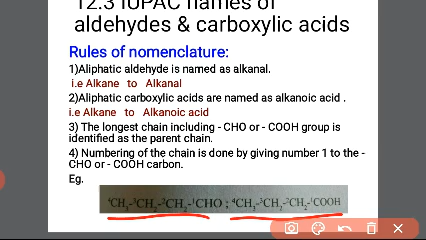 12.3 IUPAC names of
aldehydes & carboxylic acids
Rules of nomenclature:
1)Aliphatic aldehyde is named as alkanal.
i.e Alkane to Alkanal
2)Aliphatic carboxylic acids are named as alkanoic acid .
i.e Alkane to Alkanoic acid
3) The longest chain including - CHO or - COOH group is
identified as the parent chain.
4) Numbering of the chain is done by giving number 1 to the -
CHO or - COOH carbon.
Eg.
⁴CH₃-³CH₂-²CH₂-¹CHO ; ⁴CH₃-³CH₂-²CH₂-¹COOH